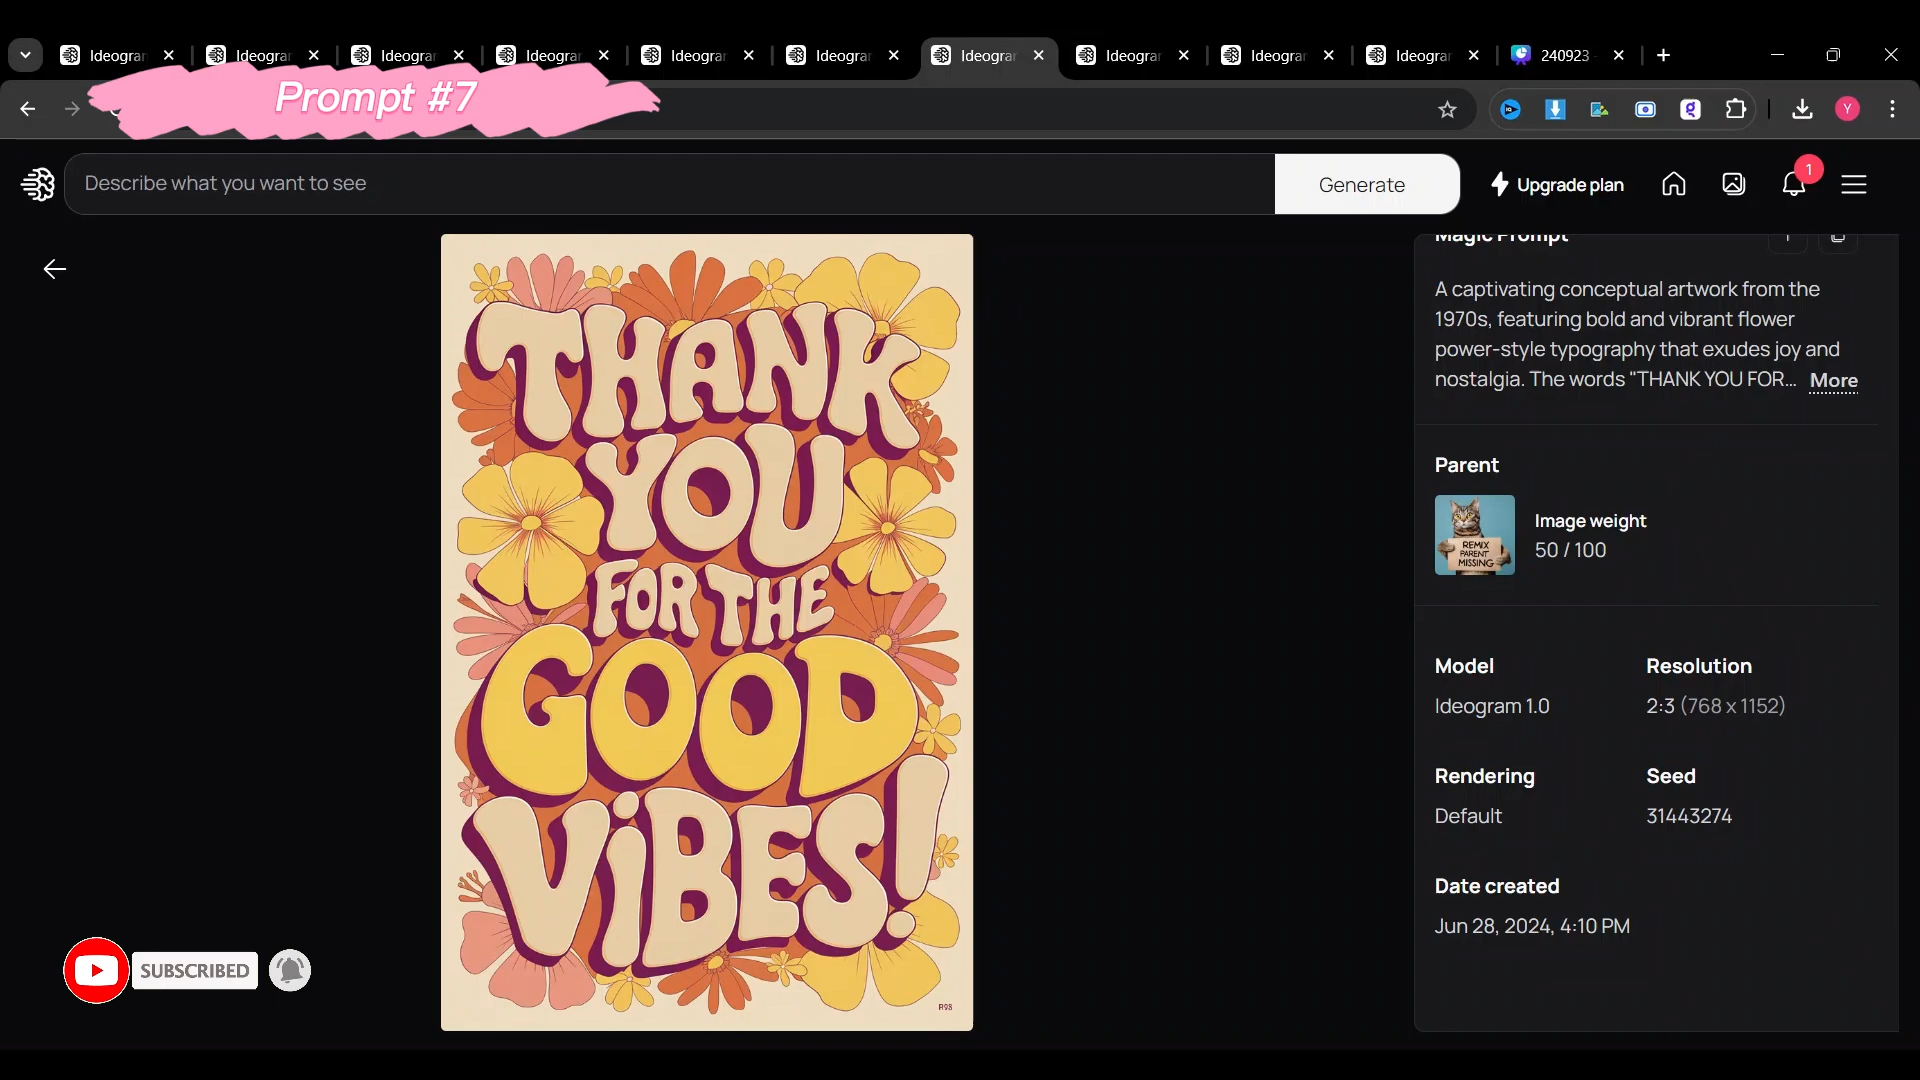 Ideogram
Ideogram
Ideogram
Ideogram
Ideogram
Ideogram
Ideogram
Ideogram
Ideogram
Ideogram
240923
Prompt #7
Y
Describe what you want to see
Generate
Upgrade plan
1
THANK
YOU
FOR THE
GOOD
ViBES!
Magic Prompt
A captivating conceptual artwork from the
1970s, featuring bold and vibrant flower
power-style typography that exudes joy and
nostalgia. The words "THANK YOU FOR... More
Parent
REMIX
PARENT
MISSING
Image weight
50 / 100
Model
Resolution
Ideogram 1.0
2:3 (768 x 1152)
Rendering
Seed
Default
31443274
Date created
Jun 28, 2024, 4:10 PM
SUBSCRIBED